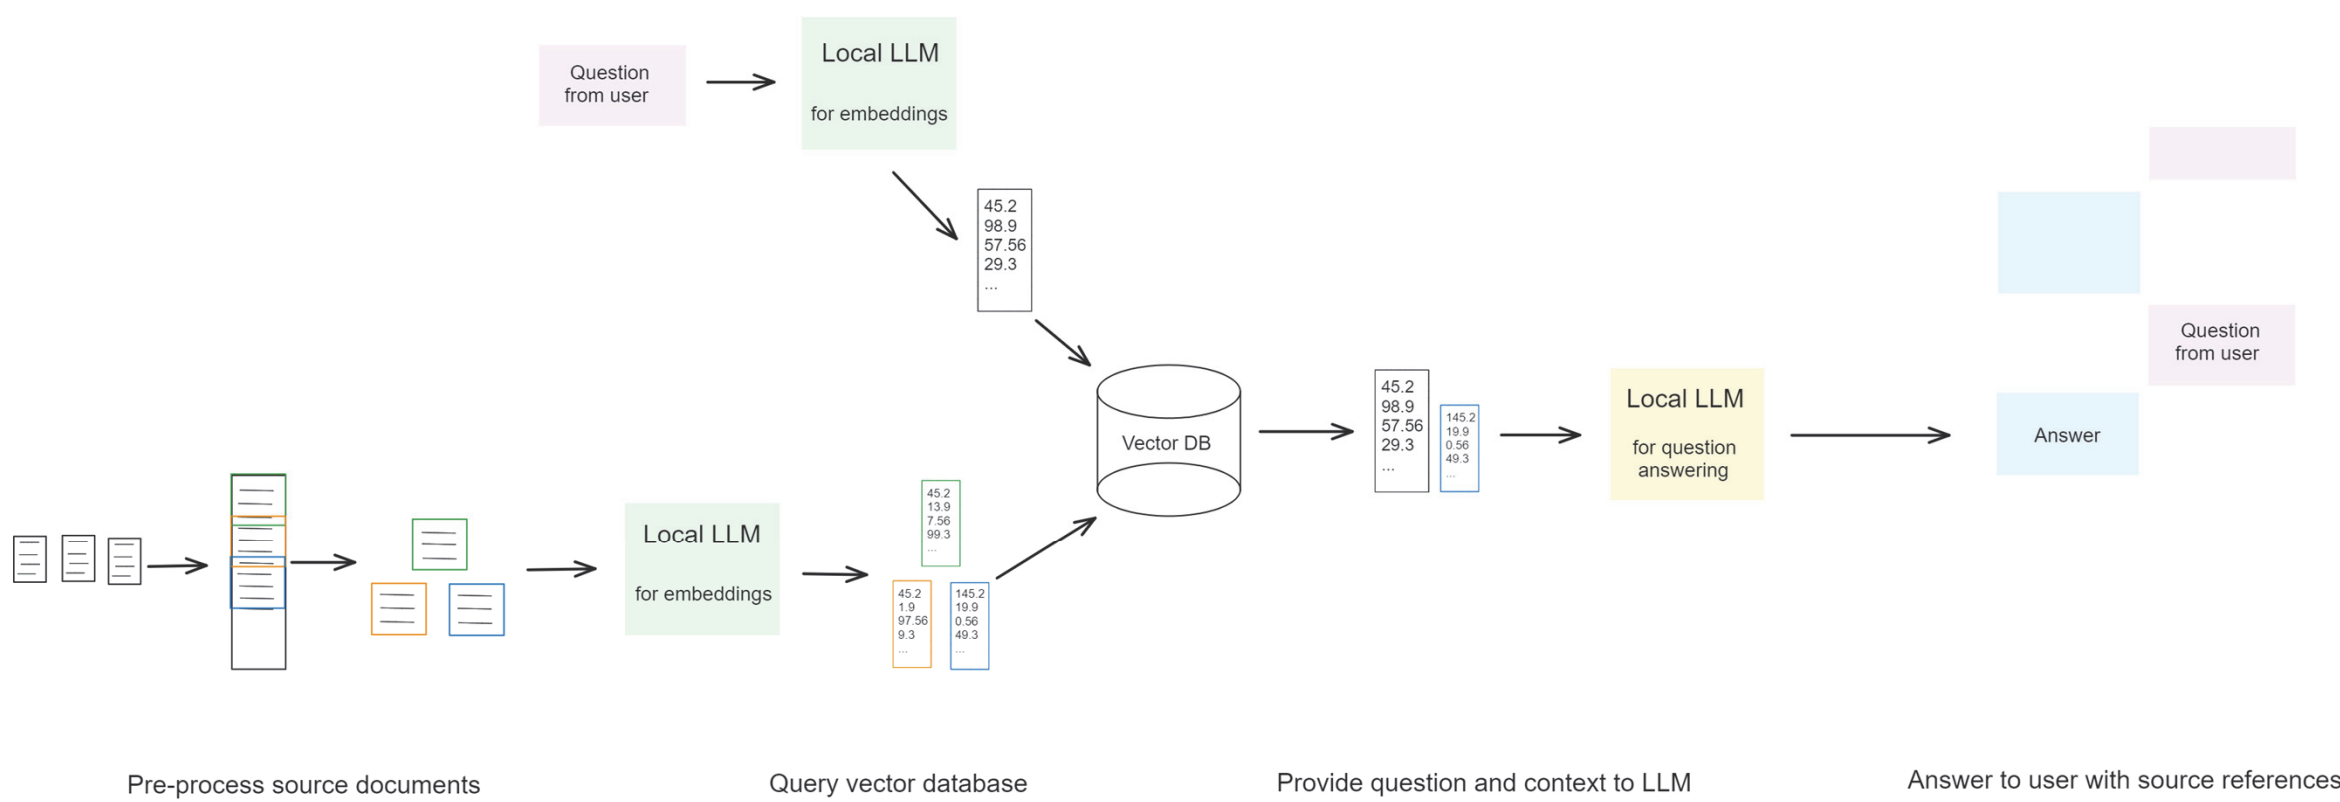 Question
from user
Local LLM
for embeddings
45.2
98.9
57.56
29.3
...
Vector DB
45.2
98.9
57.56
29.3
...
145.2
19.9
0.56
49.3
...
Local LLM
for question
answering
Question
from user
Answer
Local LLM
for embeddings
45.2
13.9
7.56
99.3
...
45.2
1.9
97.56
9.3
...
145.2
19.9
0.56
49.3
...
Pre-process source documents
Query vector database
Provide question and context to LLM
Answer to user with source references